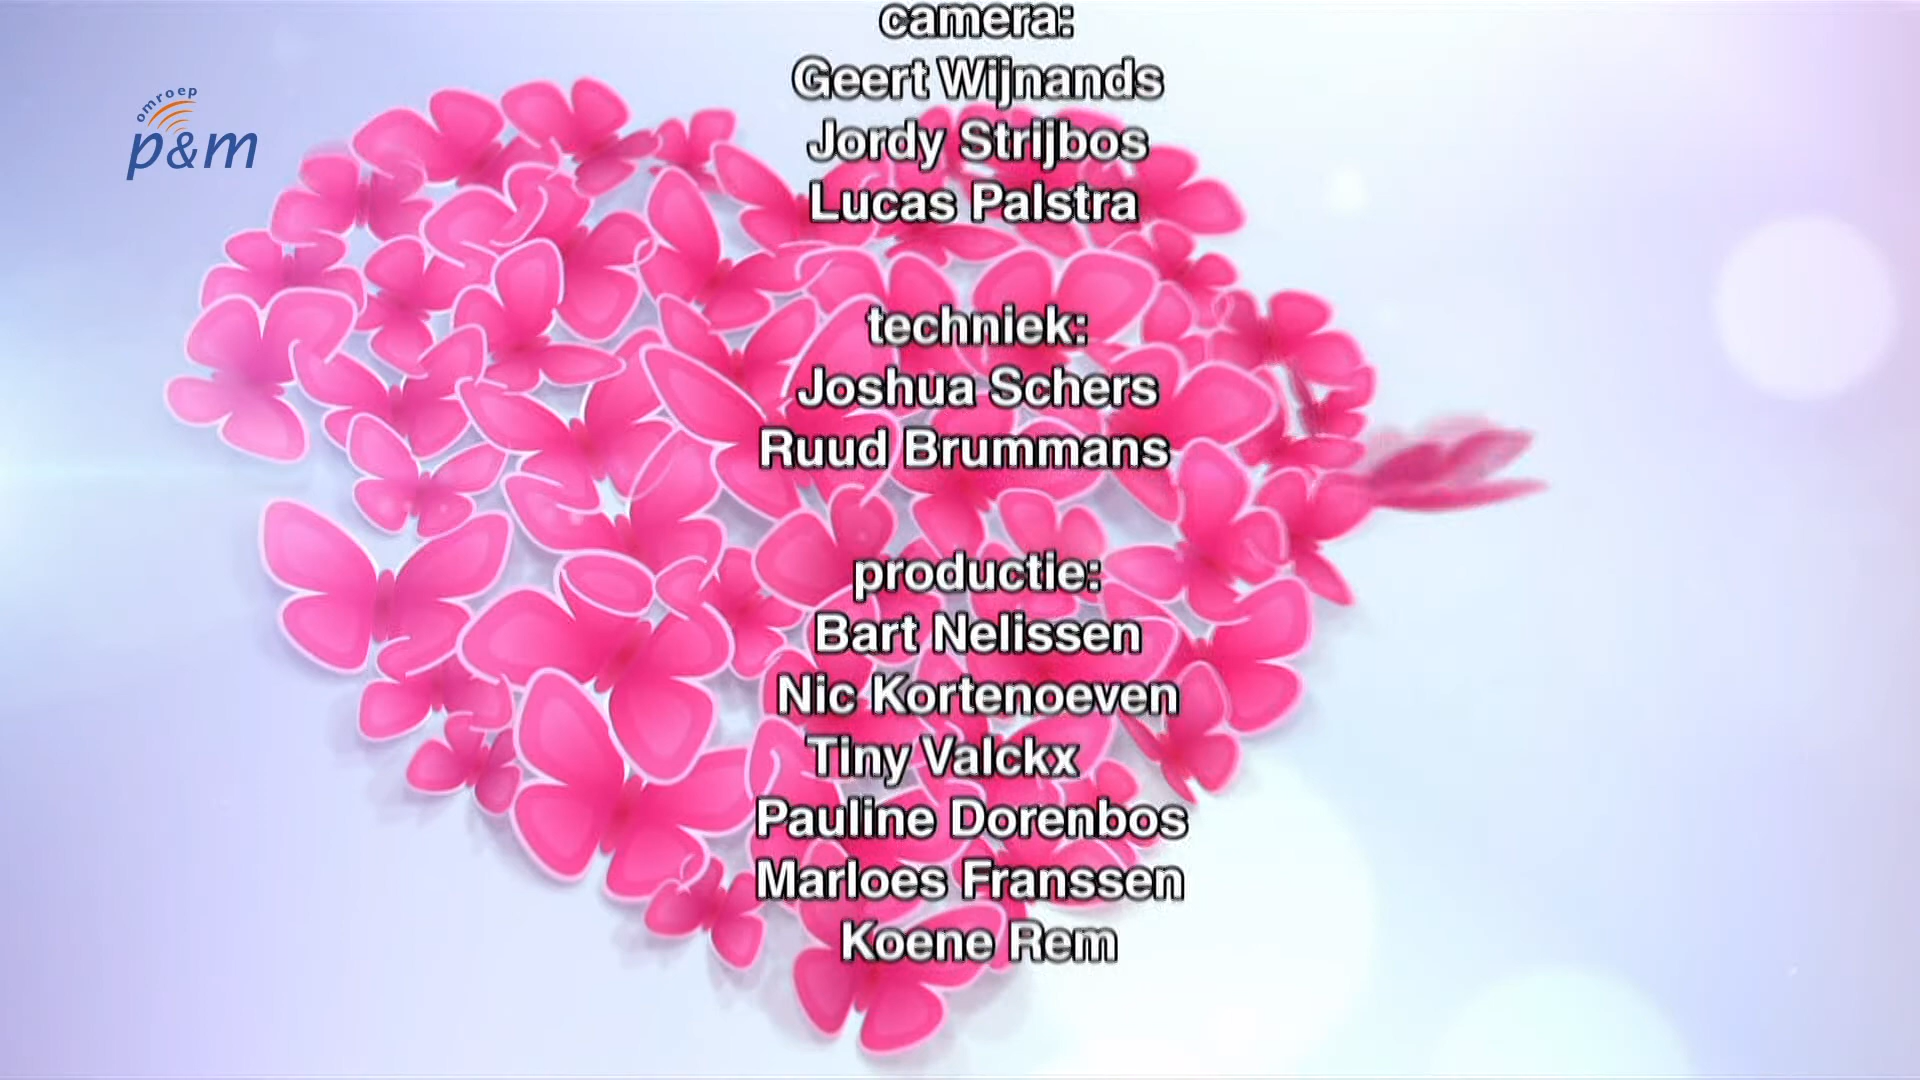 camera:
Geert Wijnands
Jordy Strijbos
Lucas Palstra
techniek:
Joshua Schers
Ruud Brummans
productie:
Bart Nelissen
Nic Kortenoeven
Tiny Valckx
Pauline Dorenbos
Marloes Franssen
Koene Rem
omroep
p&m